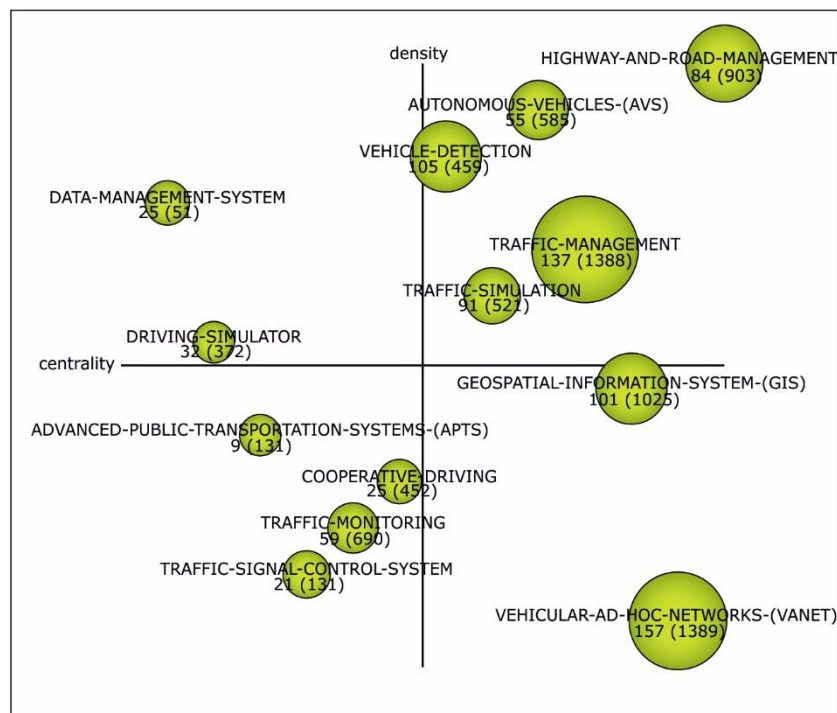 density
HIGHWAY-AND-ROAD-MANAGEMENT
84 (903)
AUTONOMOUS-VEHICLES-(AVS)
55 (585)
VEHICLE-DETECTION
105 (459)
DATA-MANAGEMENT-SYSTEM
25 (51)
TRAFFIC-MANAGEMENT
137 (1388)
TRAFFIC-SIMULATION
91 (521)
DRIVING-SIMULATOR
32 (372)
centrality
GEOSPATIAL-INFORMATION-SYSTEM-(GIS)
101 (1025)
ADVANCED-PUBLIC-TRANSPORTATION-SYSTEMS-(APTS)
9 (131)
COOPERATIVE-DRIVING
25 (452)
TRAFFIC-MONITORING
59 (690)
TRAFFIC-SIGNAL-CONTROL-SYSTEM
21 (131)
VEHICULAR-AD-HOC-NETWORKS-(VANET)
157 (1389)